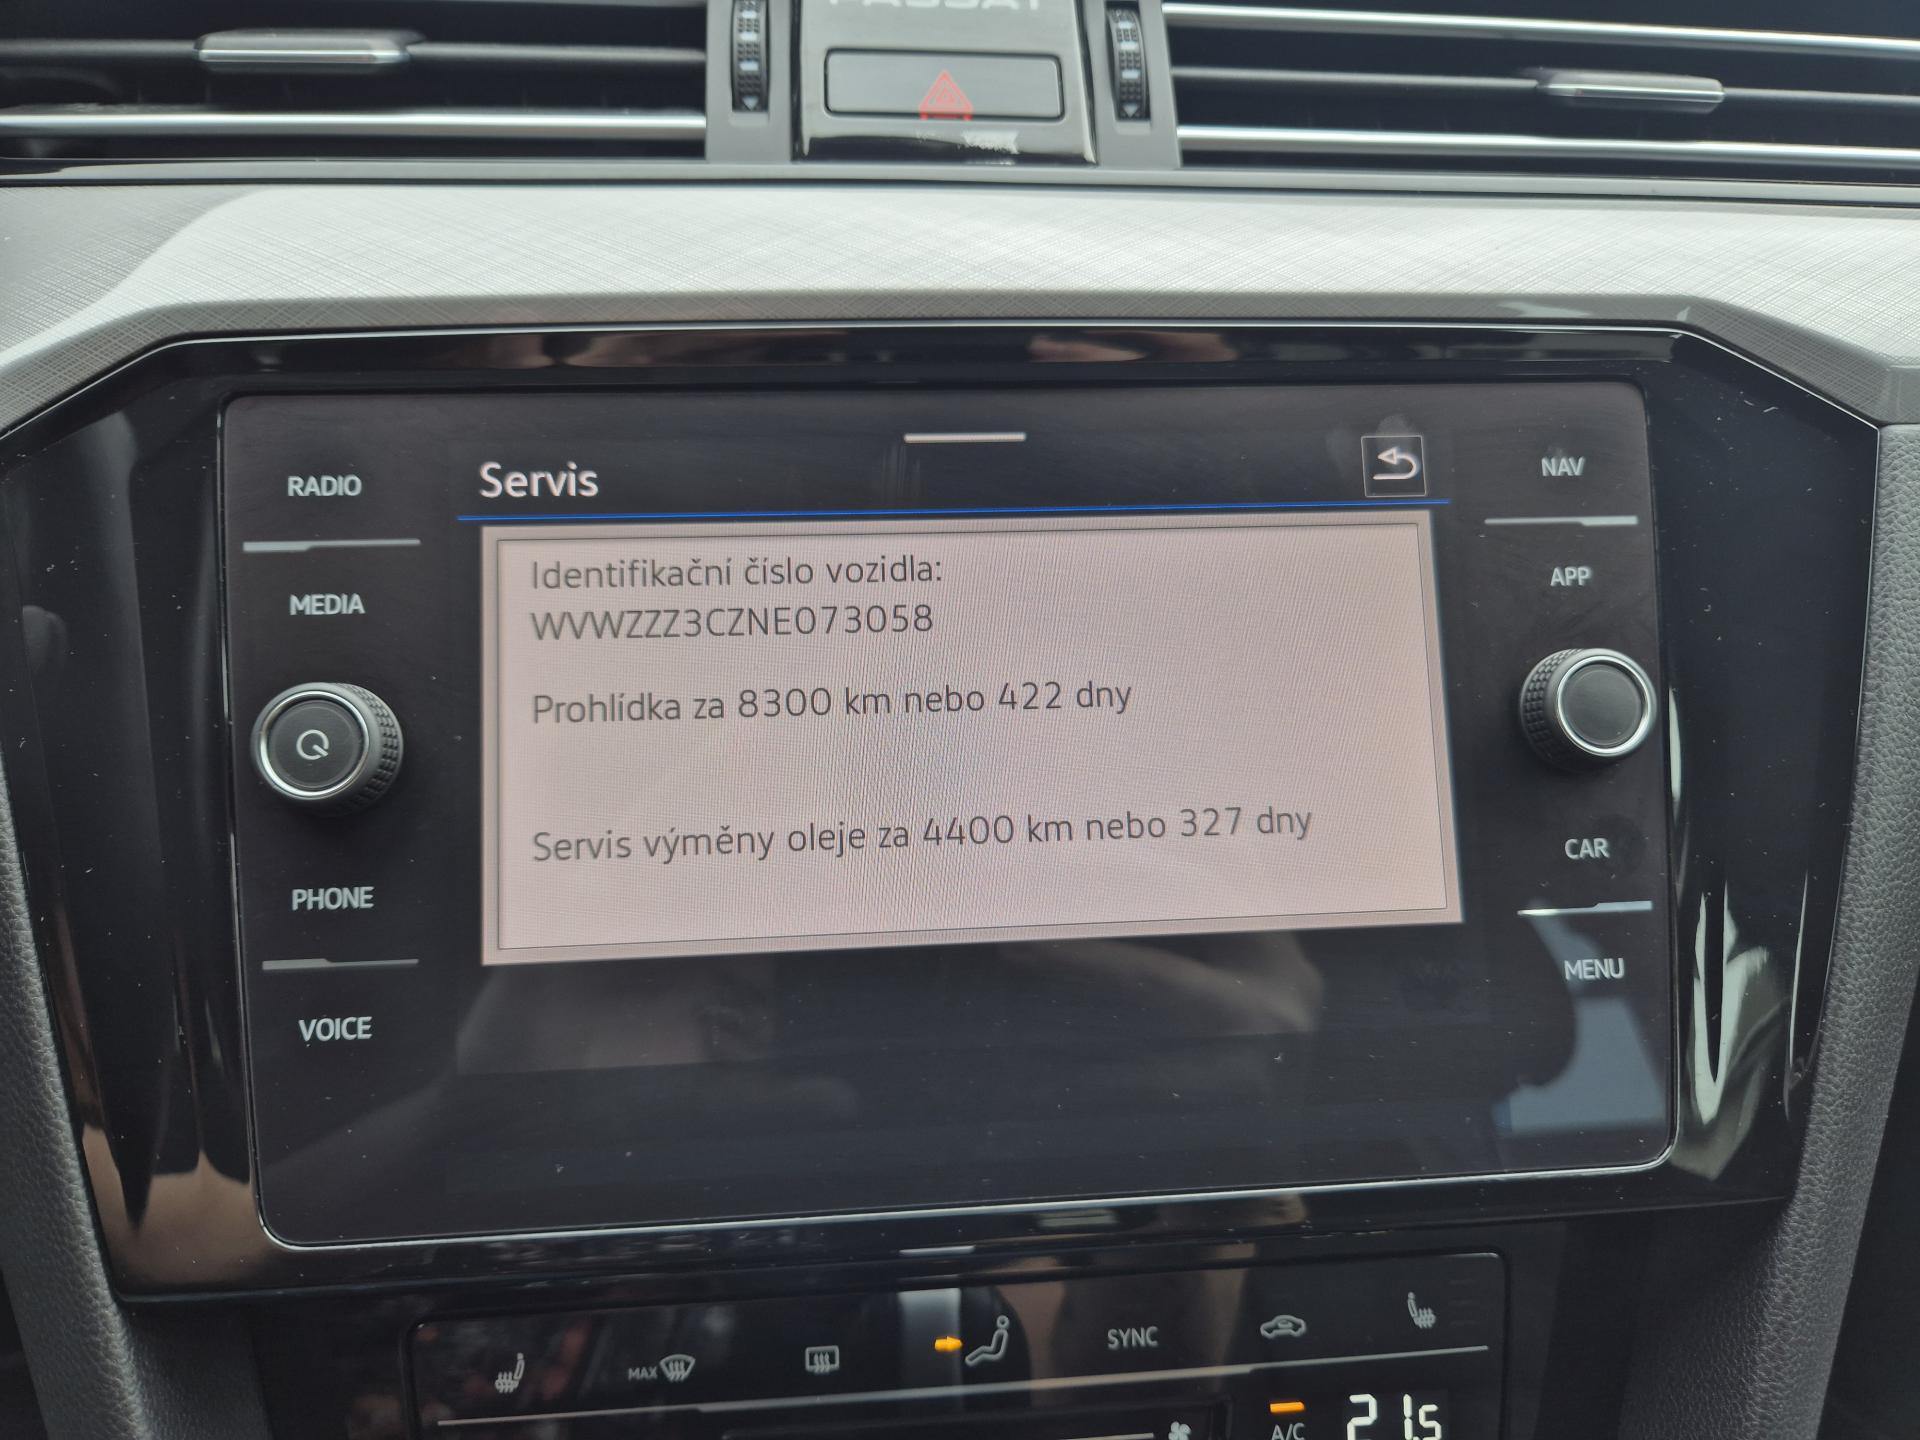 PASSAT
RADIO
MEDIA
PHONE
VOICE
Servis
Identifikační číslo vozidla:
WVWZZZ3CZNE073058
Prohlídka za 8300 km nebo 422 dny
Servis výměny oleje za 4400 km nebo 327 dny
NAV
APP
CAR
MENU
MAX
SYNC
A/C
21.5